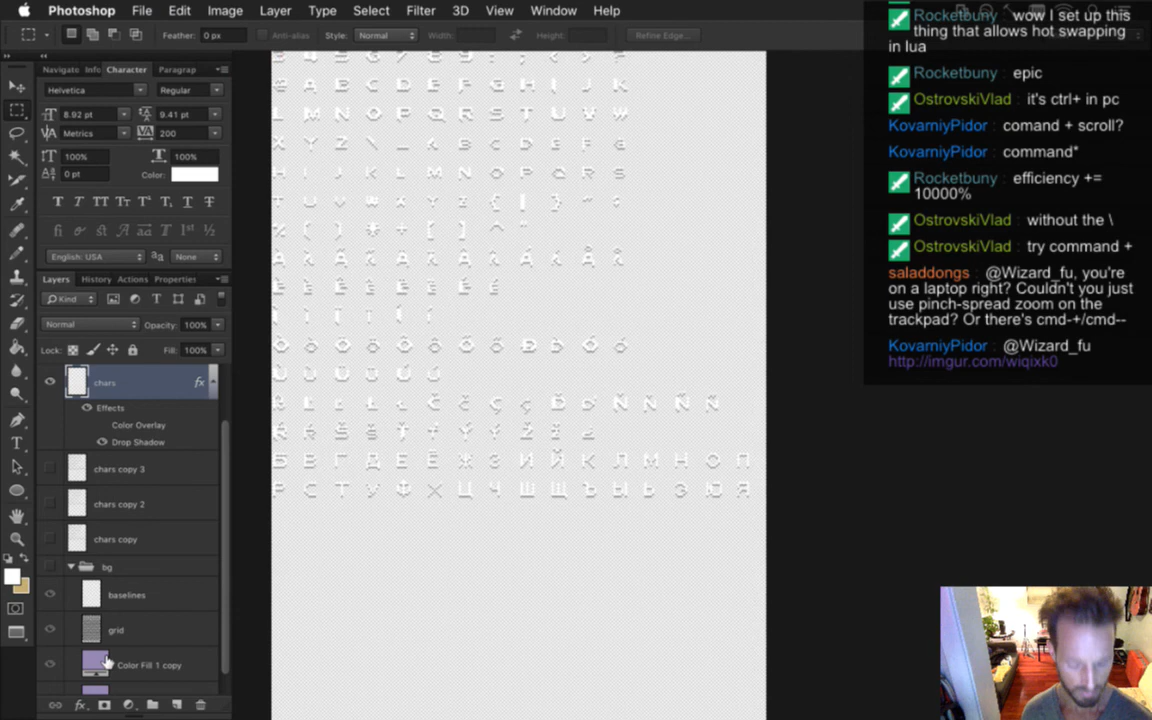 Photoshop File Edit Image Layer Type Select Filter 3D View Window Help
Feather: 0 px Anti-alias Style: Normal Width: Height: Refine Edge...
Navigato Info Character Paragrap
Helvetica Regular
8.92 pt 9.41 pt
Metrics 200
100% 100%
0 pt Color:
English: USA None
Layers History Actions Properties
Kind
Normal Opacity: 100%
Lock: Fill: 100%
chars fx
Effects
Color Overlay
Drop Shadow
chars copy 3
chars copy 2
chars copy
bg
baselines
grid
Color Fill 1 copy
L M N O P Q R S T U V W
H I J K L M N O P Q R S
Б В Г Д Е Ё Ж З И Й К Л М Н О П
Р С Т У Ф Х Ц Ч Ш Щ Ъ Ы Ь Э Ю Я
Rocketbuny : wow I set up this
thing that allows hot swapping
in lua
Rocketbuny : epic
OstrovskiVlad : it's ctrl+ in pc
KovarniyPidor : comand + scroll?
KovarniyPidor : command*
Rocketbuny : efficiency +=
10000%
OstrovskiVlad : without the \
OstrovskiVlad : try command +
saladdongs : @Wizard_fu, you're
on a laptop right? Couldn't you just
use pinch-spread zoom on the
trackpad? Or there's cmd-+/cmd--
KovarniyPidor : @Wizard_fu
http://imgur.com/wiqixk0